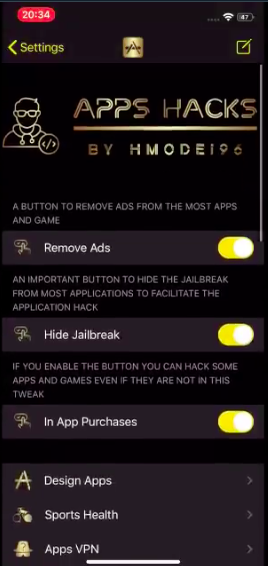 20:34
47
Settings
APPS HACKS
BY HMODEI96
A BUTTON TO REMOVE ADS FROM THE MOST APPS
AND GAME
Remove Ads
AN IMPORTANT BUTTON TO HIDE THE JAILBREAK
FROM MOST APPLICATIONS TO FACILITATE THE
APPLICATION HACK
Hide Jailbreak
IF YOU ENABLE THE BUTTON YOU CAN HACK SOME
APPS AND GAMES EVEN IF THEY ARE NOT IN THIS
TWEAK
In App Purchases
Design Apps
Sports Health
Apps VPN